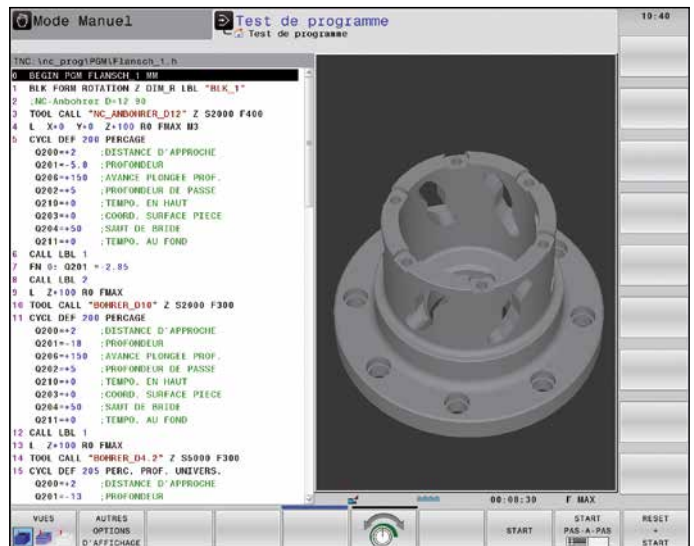 Mode Manuel
Test de programme
Test de programme
10:40
TNC:\nc_prog\PGM\Flansch_1.h
0 BEGIN PGM FLANSCH_1 MM
1 BLK FORM ROTATION Z DIM_R LBL "BLK_1"
2 ;NC-Anbohrer D=12 90
3 TOOL CALL "NC_ANBOHRER_D12" Z S2000 F400
4 L X+0 Y+0 Z+100 R0 FMAX M3
5 CYCL DEF 200 PERCAGE
Q200=+2 ;DISTANCE D'APPROCHE
Q201=-5.0 ;PROFONDEUR
Q206=+150 ;AVANCE PLONGEE PROF.
Q202=+5 ;PROFONDEUR DE PASSE
Q210=+0 ;TEMPO. EN HAUT
Q203=+0 ;COORD. SURFACE PIECE
Q204=+50 ;SAUT DE BRIDE
Q211=+0 ;TEMPO. AU FOND
6 CALL LBL 1
7 FN 0: Q201 =-2.85
8 CALL LBL 2
9 L Z+100 R0 FMAX
10 TOOL CALL "BOHRER_D10" Z S2000 F300
11 CYCL DEF 200 PERCAGE
Q200=+2 ;DISTANCE D'APPROCHE
Q201=-18 ;PROFONDEUR
Q206=+150 ;AVANCE PLONGEE PROF.
Q202=+5 ;PROFONDEUR DE PASSE
Q210=+0 ;TEMPO. EN HAUT
Q203=+0 ;COORD. SURFACE PIECE
Q204=+50 ;SAUT DE BRIDE
Q211=+0 ;TEMPO. AU FOND
12 CALL LBL 1
13 L Z+100 R0 FMAX
14 TOOL CALL "BOHRER_D4.2" Z S5000 F300
15 CYCL DEF 205 PERC. PROF. UNIVERS.
Q200=+2 ;DISTANCE D'APPROCHE
Q201=-13 ;PROFONDEUR
00:08:39 F MAX
VUES
AUTRES
OPTIONS
D'AFFICHAGE
START
START
PAS-A-PAS
RESET
+
START